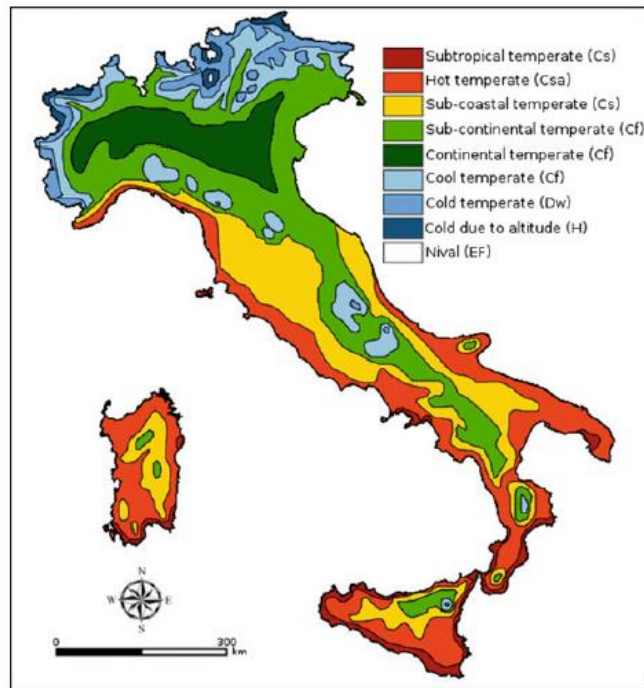 Subtropical temperate (Cs)
Hot temperate (Csa)
Sub-coastal temperate (Cs)
Sub-continental temperate (Cf)
Continental temperate (Cf)
Cool temperate (Cf)
Cold temperate (Dw)
Cold due to altitude (H)
Nival (EF)
N
W E
S
0 300
km